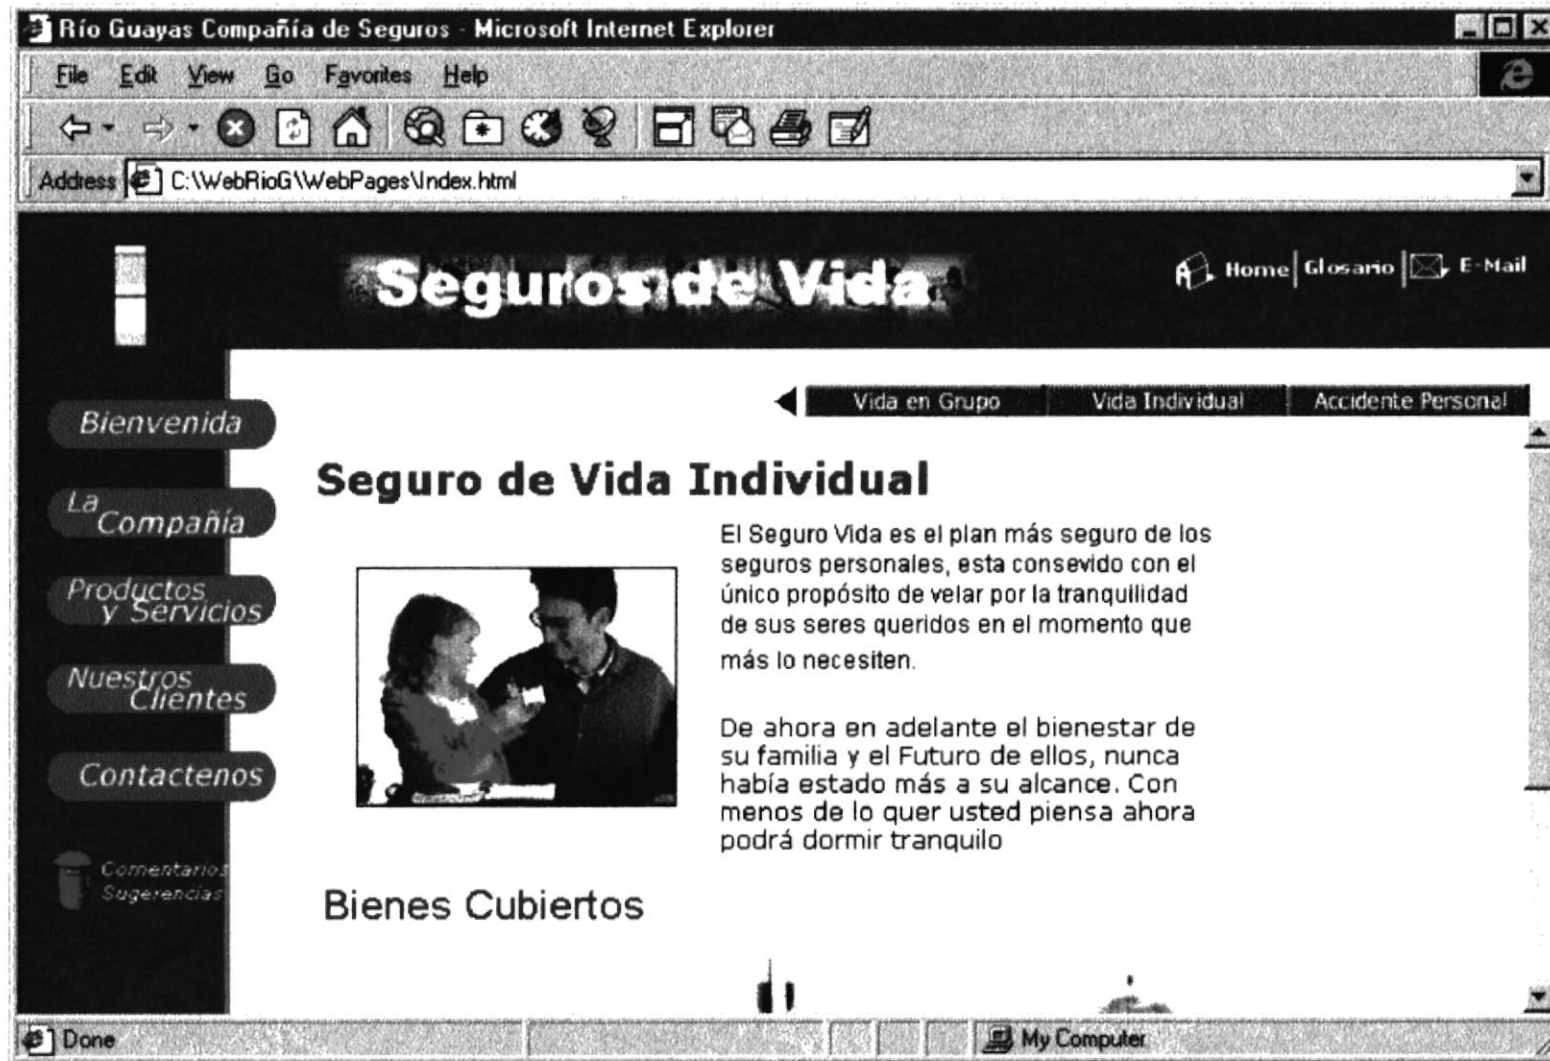 Río Guayas Compañía de Seguros - Microsoft Internet Explorer
File Edit View Go Favorites Help
Address C:\WebRioG\WebPages\Index.html
Seguros de Vida
Home Glosario E-Mail
Vida en Grupo Vida Individual Accidente Personal
Bienvenida
La
Compañía
Productos
y Servicios
Nuestros
Clientes
Contactenos
Comentarios
Sugerencias
Seguro de Vida Individual
El Seguro Vida es el plan más seguro de los
seguros personales, esta consevido con el
único propósito de velar por la tranquilidad
de sus seres queridos en el momento que
más lo necesiten.
De ahora en adelante el bienestar de
su familia y el Futuro de ellos, nunca
había estado más a su alcance. Con
menos de lo quer usted piensa ahora
podrá dormir tranquilo
Bienes Cubiertos
Done
My Computer